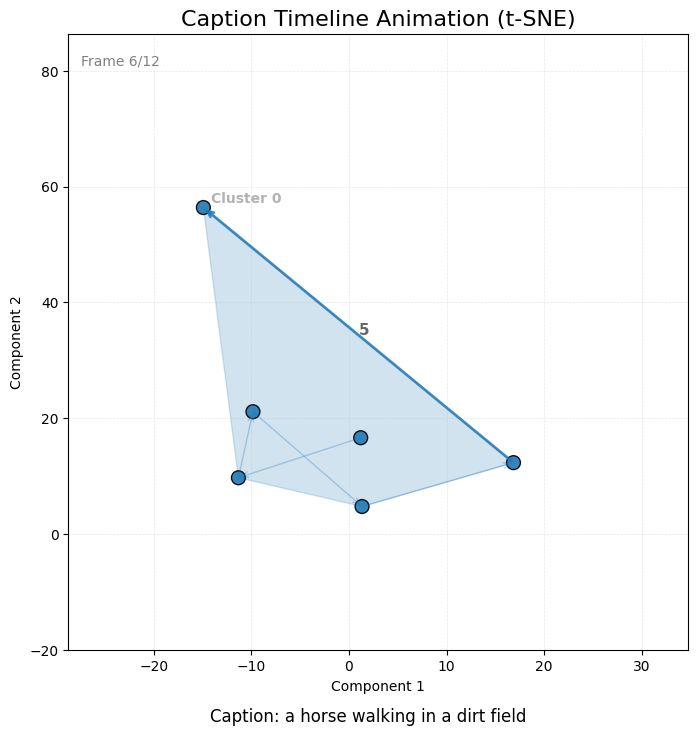 Caption Timeline Animation (t-SNE)
Frame 6/12
80
60
40
20
0
−20
Component 2
Cluster 0
5
−20
−10
0
10
20
30
Component 1
Caption: a horse walking in a dirt field